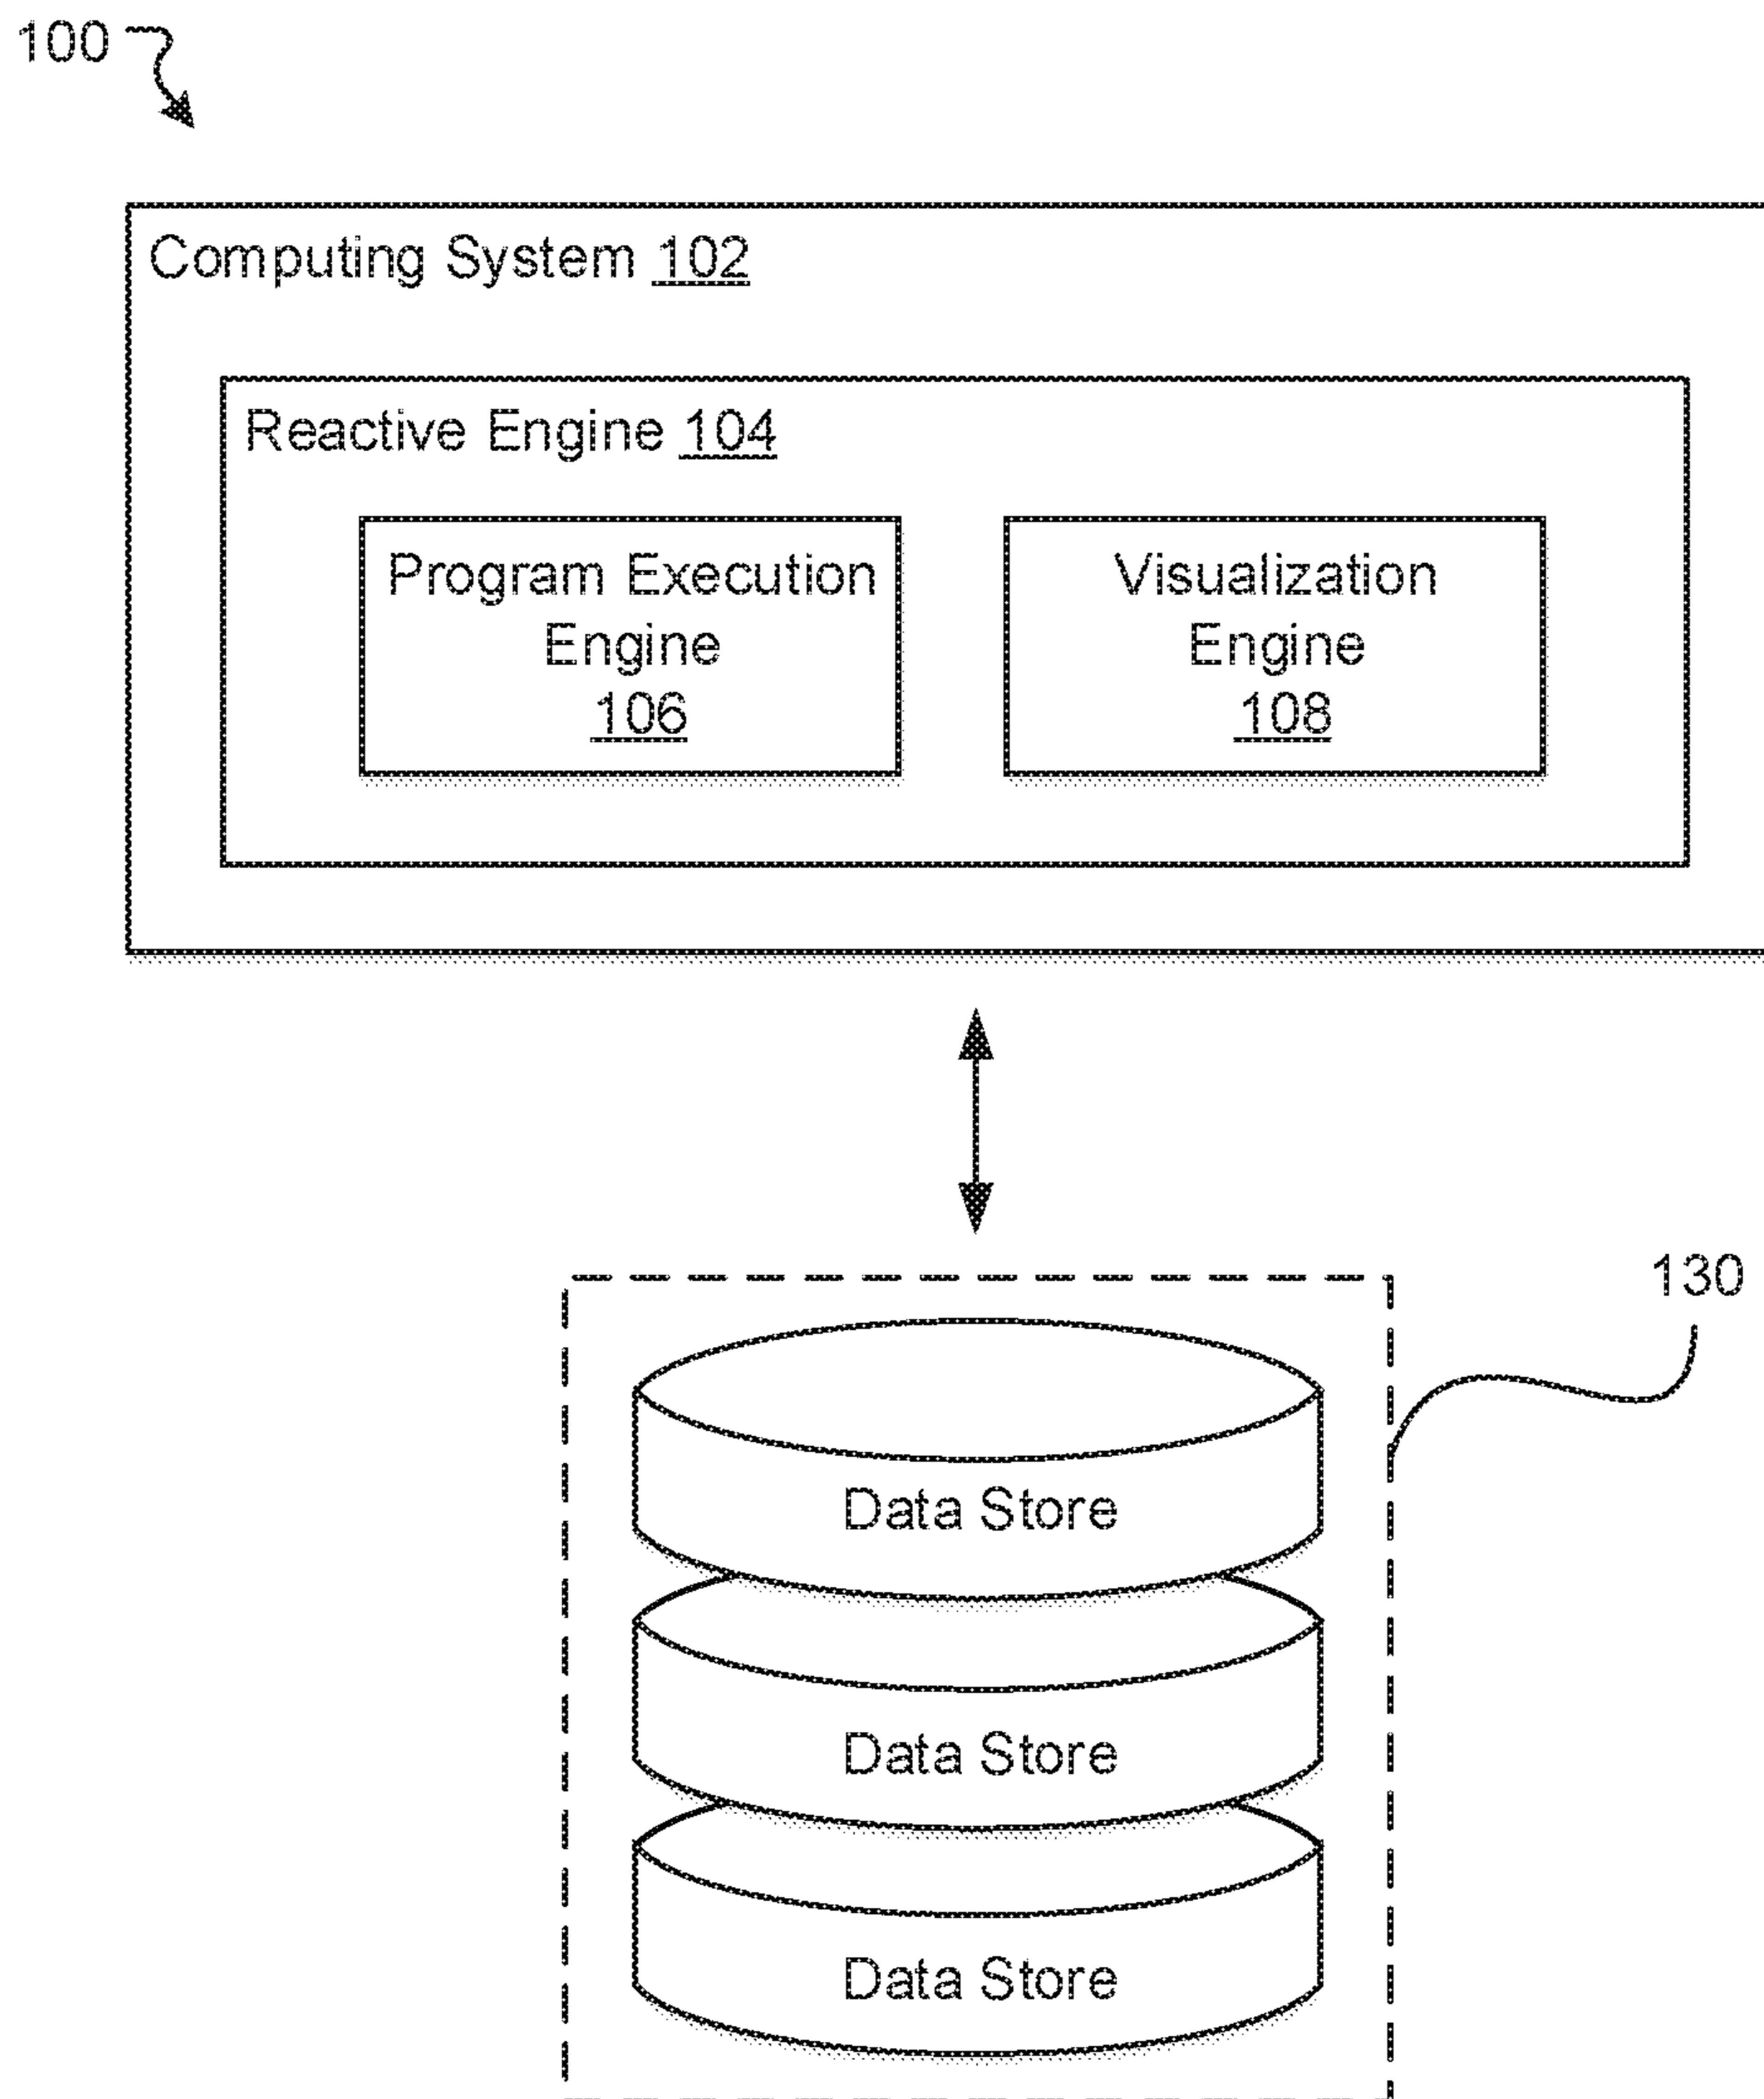 100
Computing System 102
Reactive Engine 104
Program Execution
Engine
106
Visualization
Engine
108
130
Data Store
Data Store
Data Store